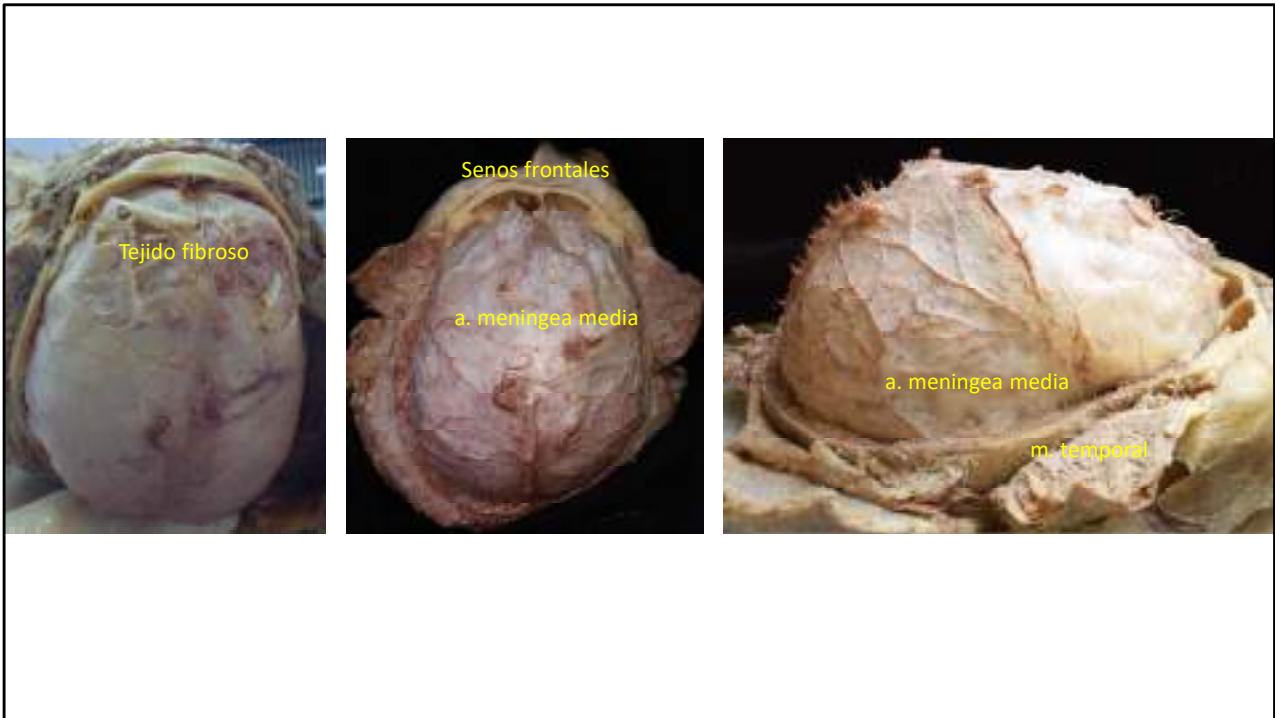 Tejido fibroso
Senos frontales
a. meningea media
a. meningea media
m. temporal